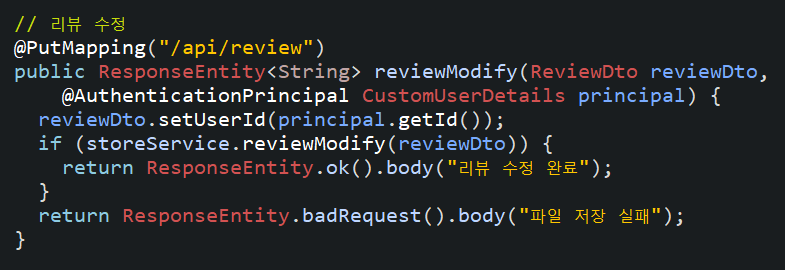 // 리뷰 수정
@PutMapping("/api/review")
public ResponseEntity<String> reviewModify(ReviewDto reviewDto,
    @AuthenticationPrincipal CustomUserDetails principal) {
  reviewDto.setUserId(principal.getId());
  if (storeService.reviewModify(reviewDto)) {
    return ResponseEntity.ok().body("리뷰 수정 완료");
  }
  return ResponseEntity.badRequest().body("파일 저장 실패");
}